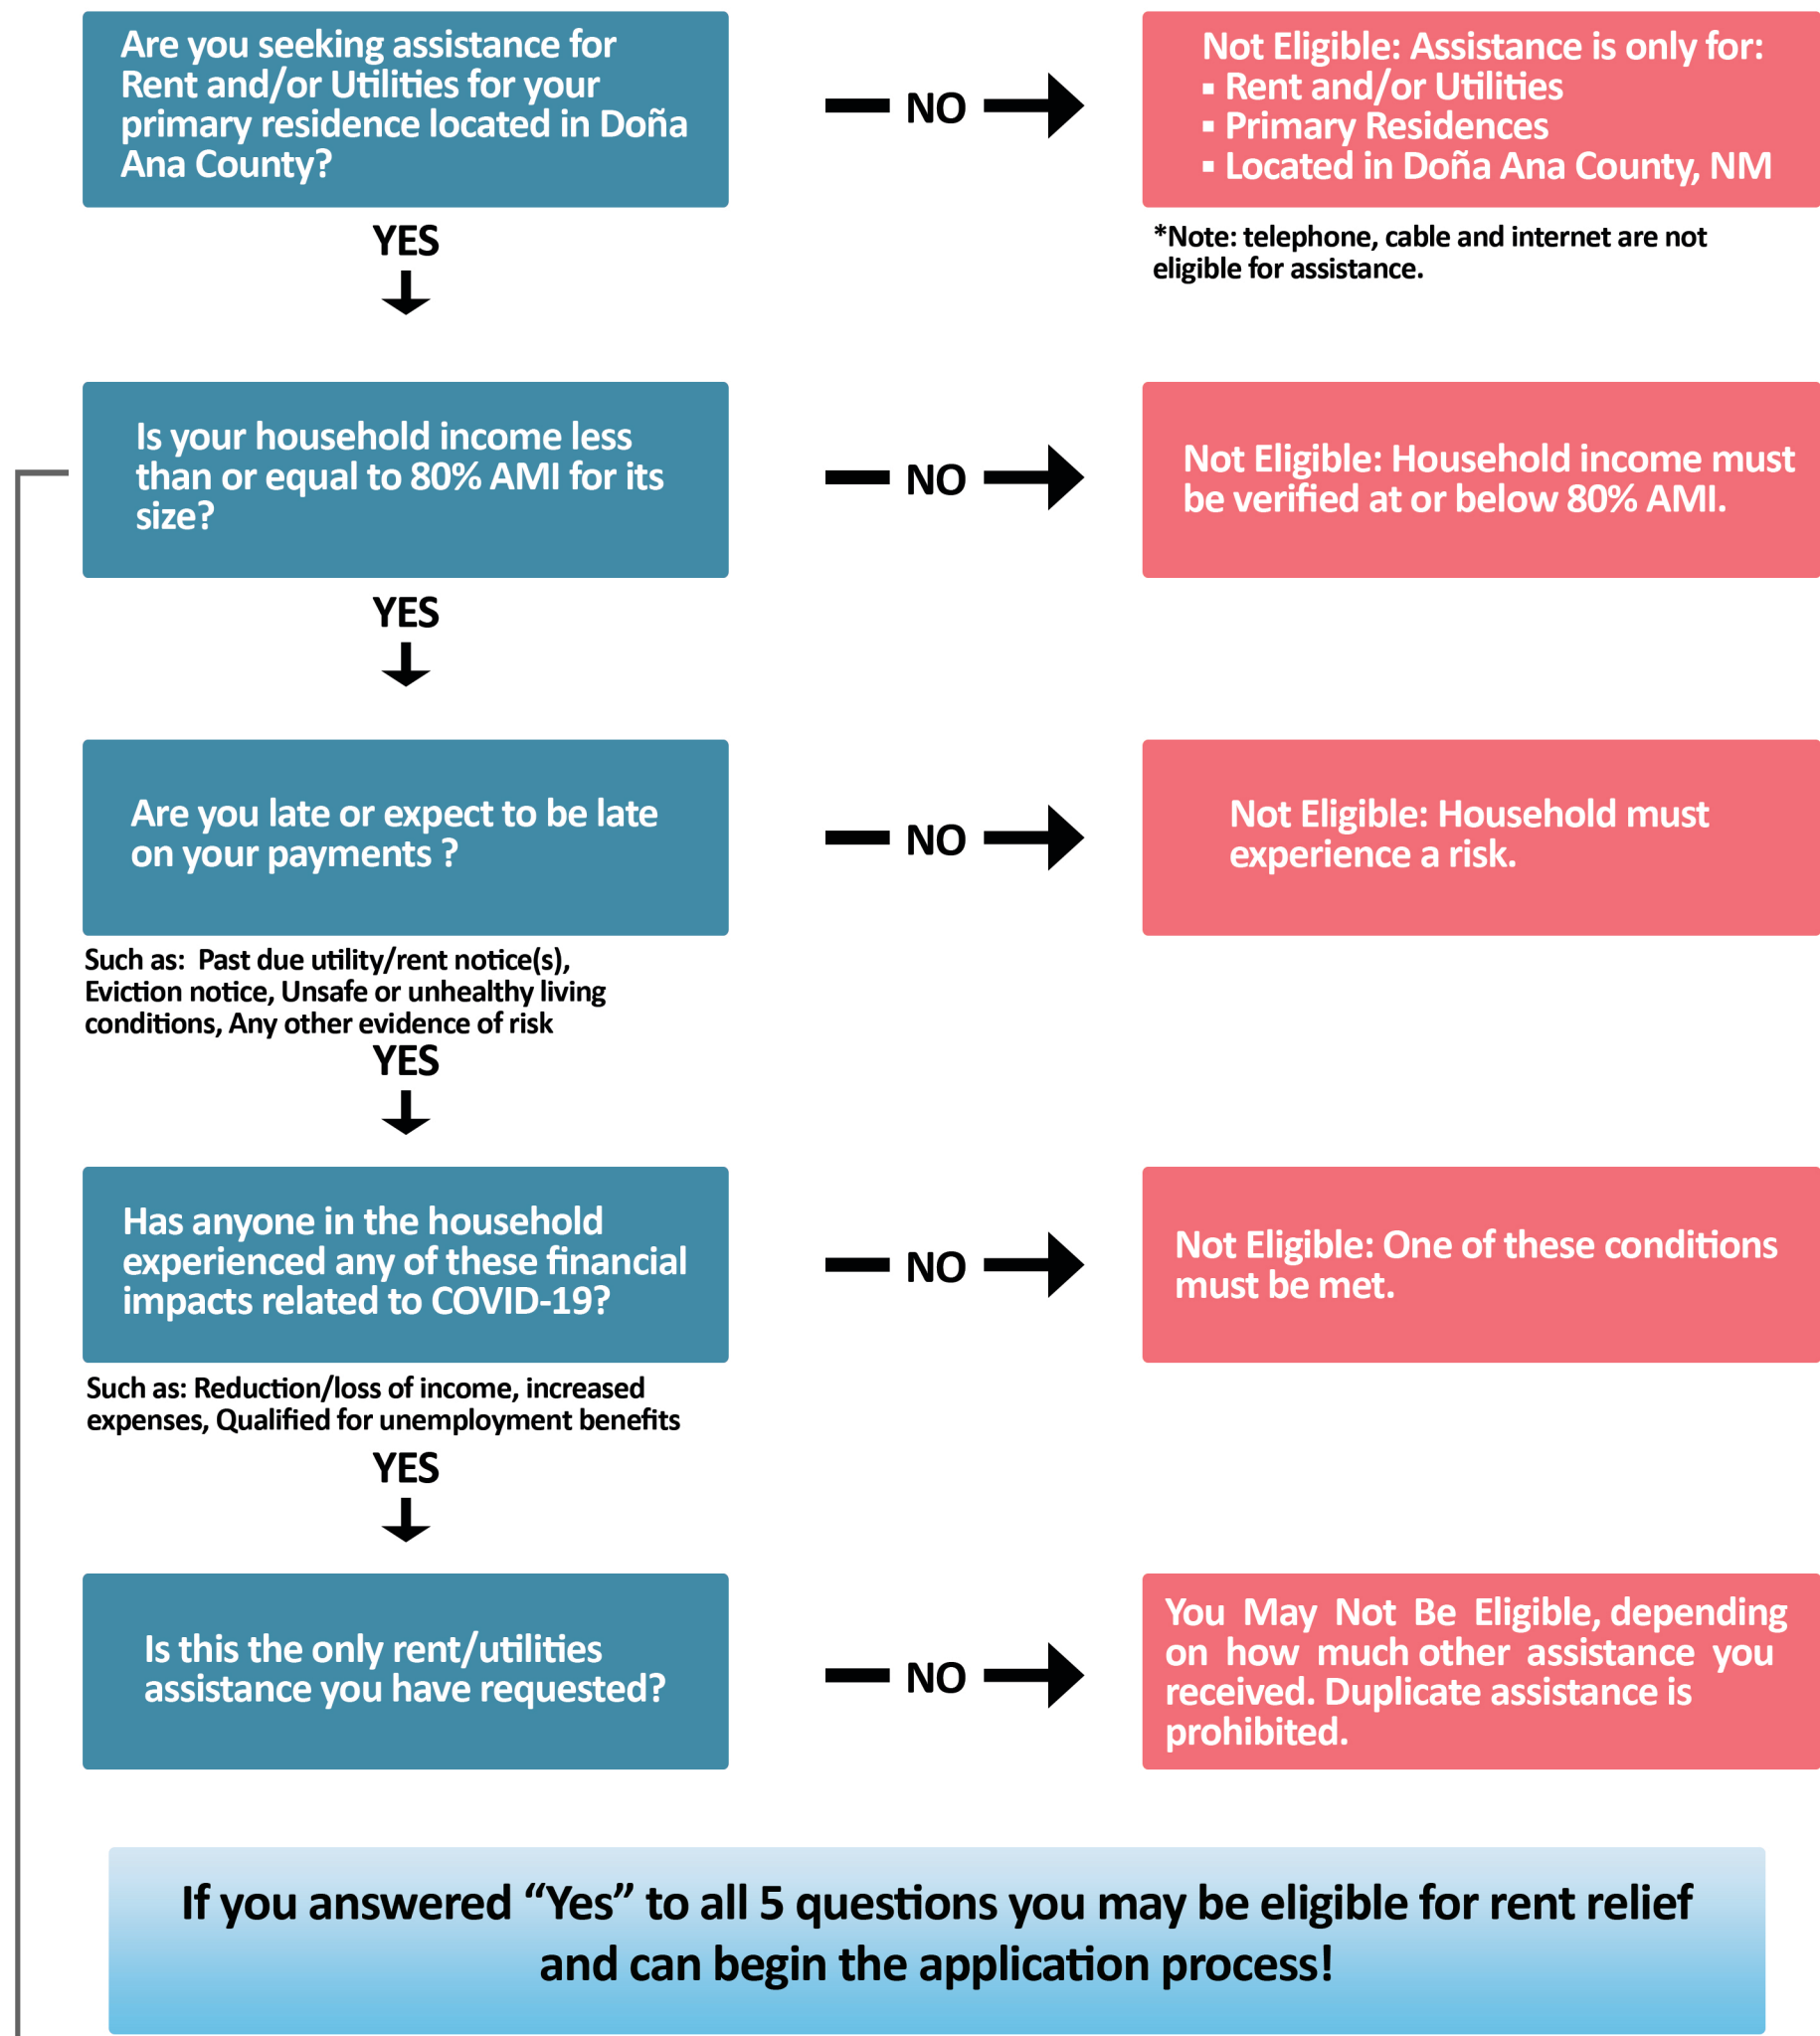 Are you seeking assistance for
Rent and/or Utilities for your
primary residence located in Doña
Ana County?
NO
Not Eligible: Assistance is only for:
▪ Rent and/or Utilities
▪ Primary Residences
▪ Located in Doña Ana County, NM
*Note: telephone, cable and internet are not
eligible for assistance.
YES
Is your household income less
than or equal to 80% AMI for its
size?
NO
Not Eligible: Household income must
be verified at or below 80% AMI.
YES
Are you late or expect to be late
on your payments ?
NO
Not Eligible: Household must
experience a risk.
Such as:  Past due utility/rent notice(s),
Eviction notice, Unsafe or unhealthy living
conditions, Any other evidence of risk
YES
Has anyone in the household
experienced any of these financial
impacts related to COVID-19?
NO
Not Eligible: One of these conditions
must be met.
Such as: Reduction/loss of income, increased
expenses, Qualified for unemployment benefits
YES
Is this the only rent/utilities
assistance you have requested?
NO
You May Not Be Eligible, depending
on how much other assistance you
received. Duplicate assistance is
prohibited.
If you answered “Yes” to all 5 questions you may be eligible for rent relief
and can begin the application process!